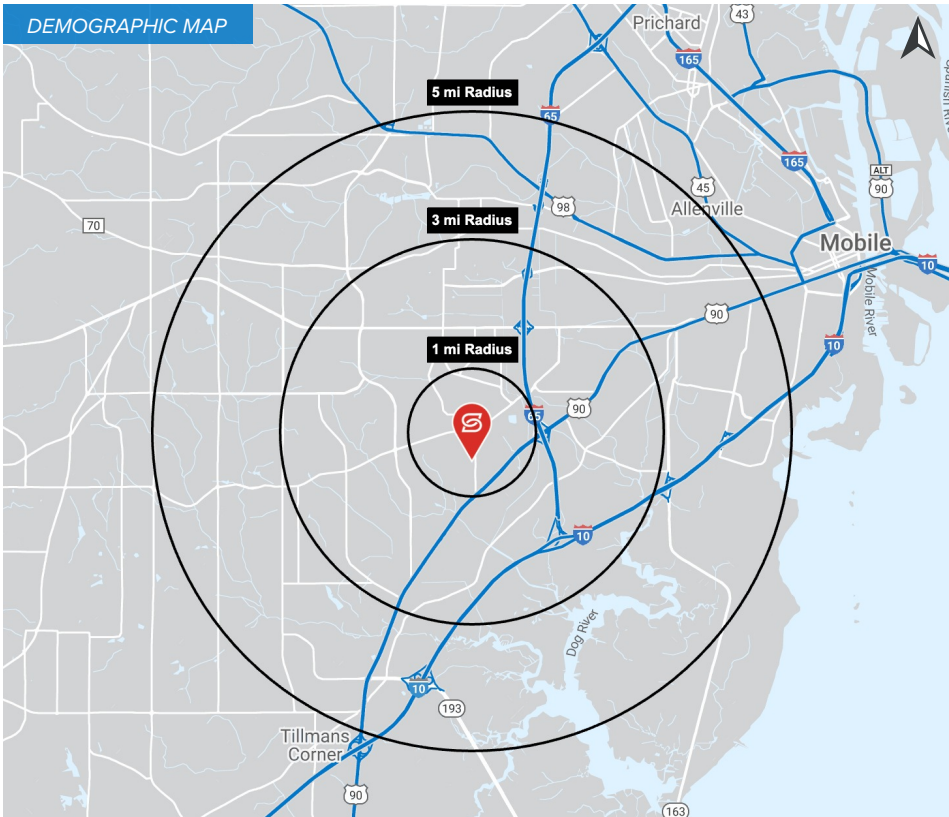 DEMOGRAPHIC MAP
Prichard
43
165
5 mi Radius
65
165
ALT
90
45
98
Allenville
70
3 mi Radius
Mobile
10
90
Mobile River
10
1 mi Radius
65
90
10
Dog River
10
193
Tillmans
Corner
90
163